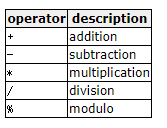 operator description
+ addition
- subtraction
* multiplication
/ division
% modulo